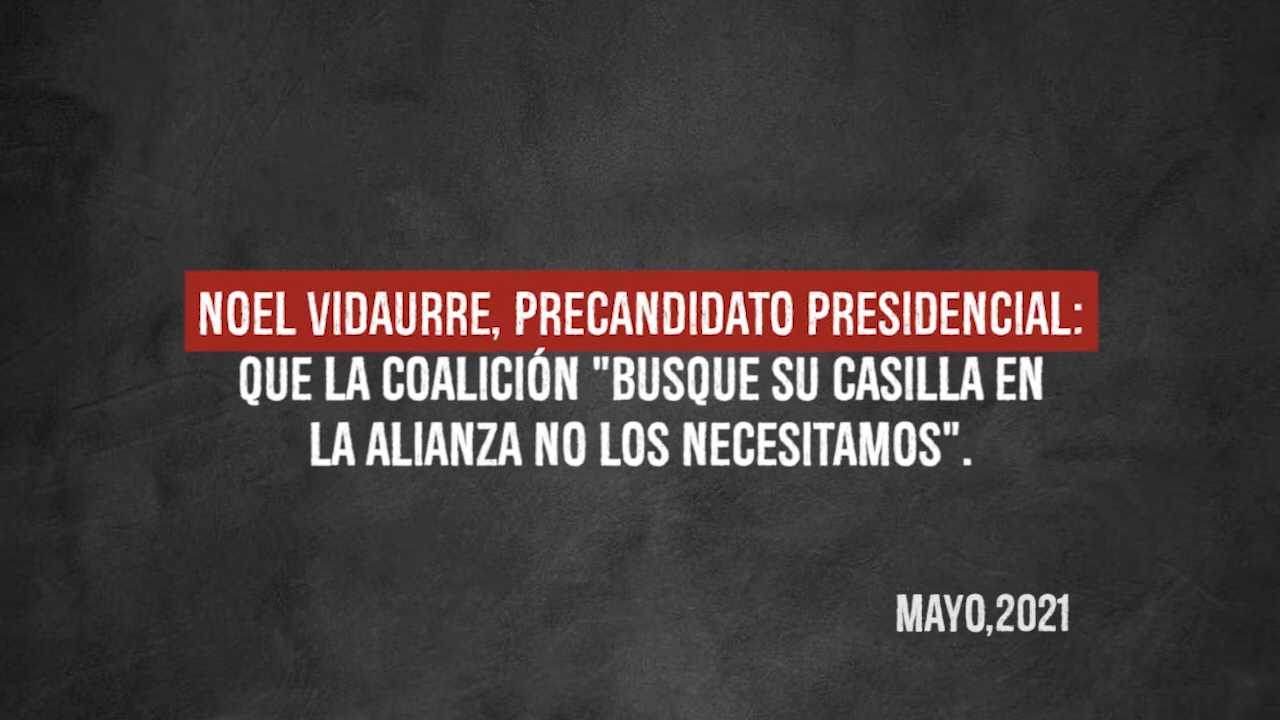 NOEL VIDAURRE, PRECANDIDATO PRESIDENCIAL:
QUE LA COALICIÓN "BUSQUE SU CASILLA EN
LA ALIANZA NO LOS NECESITAMOS".
MAYO,2021